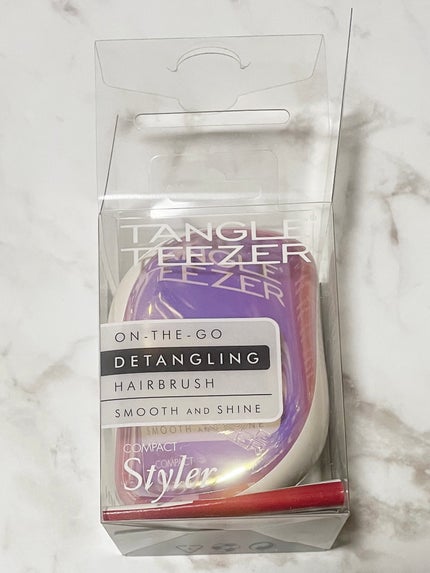 TANGLE
TEEZER
ON-THE-GO
DETANGLING
HAIRBRUSH
SMOOTH AND SHINE
COMPACT
Styler